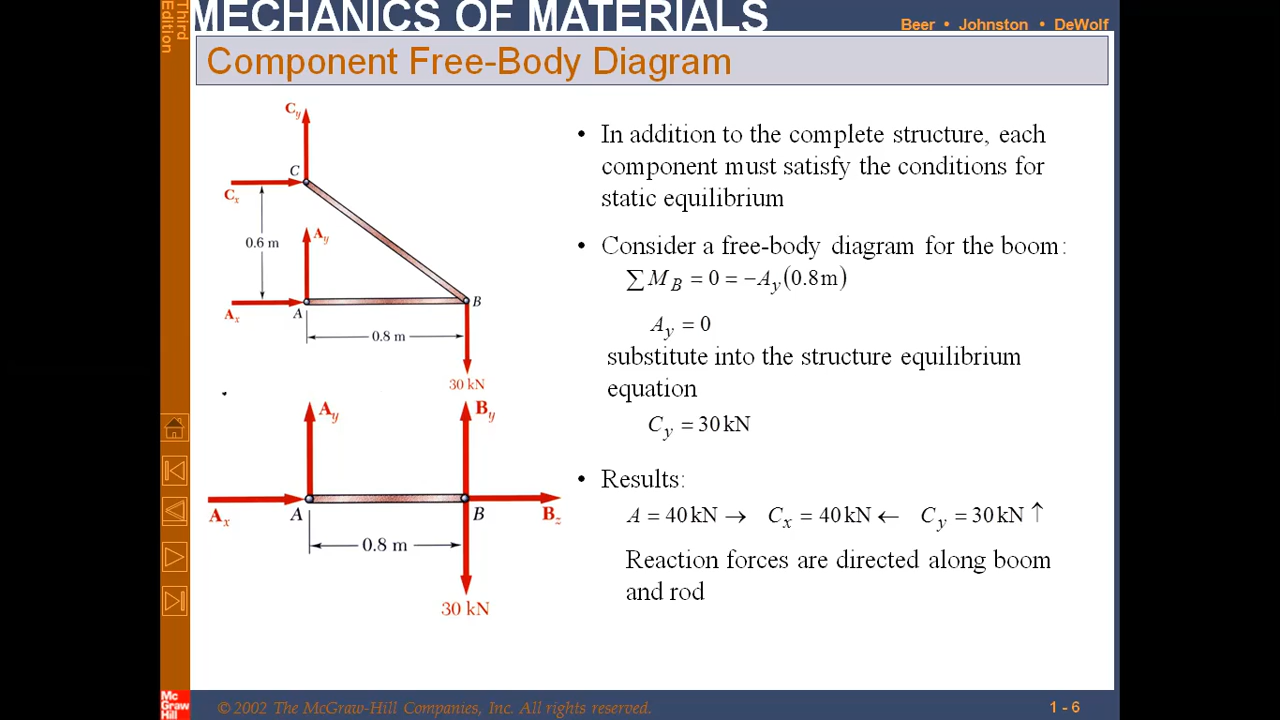 Third
Edition
MECHANICS OF MATERIALS
Beer • Johnston • DeWolf
Component Free-Body Diagram
C_y
C
C_x
0.6 m
A_y
A_x
A
B
0.8 m
30 kN
A_y
B_y
A_x
A
B
B_z
0.8 m
30 kN
• In addition to the complete structure, each
component must satisfy the conditions for
static equilibrium
• Consider a free-body diagram for the boom:
∑ M_B = 0 = −A_y(0.8 m)
A_y = 0
substitute into the structure equilibrium
equation
C_y = 30 kN
• Results:
A = 40 kN → C_x = 40 kN ← C_y = 30 kN ↑
Reaction forces are directed along boom
and rod
Mc
Graw
Hill
© 2002 The McGraw-Hill Companies, Inc. All rights reserved.
1 - 6